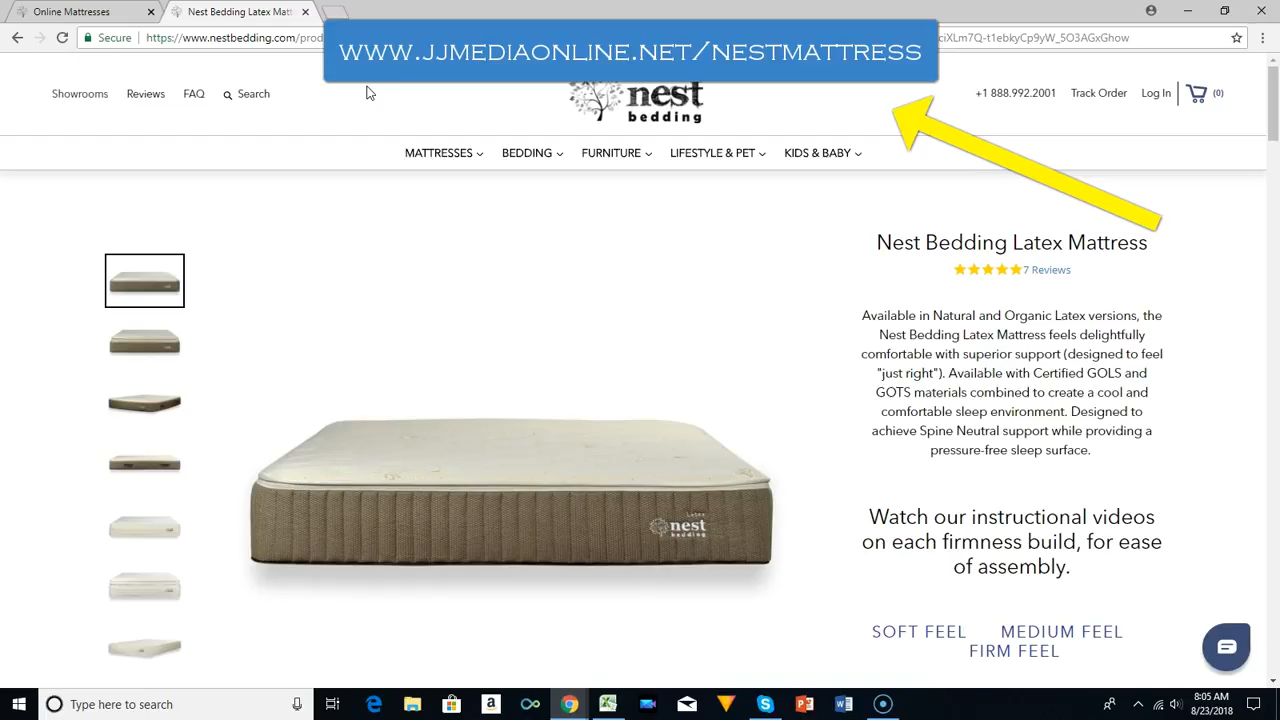 Online Mattresses
Nest Bedding Latex Matt
Secure
https://www.nestbedding.com/prod
WWW.JJMEDIAONLINE.NET/NESTMATTRESS
ciXLm7Q-t1ebkyCp9yW_5O3AGxGhow
Showrooms
Reviews
FAQ
Search
nest
bedding
+1 888.992.2001
Track Order
Log In
(0)
MATTRESSES
BEDDING
FURNITURE
LIFESTYLE & PET
KIDS & BABY
Nest Bedding Latex Mattress
7 Reviews
Available in Natural and Organic Latex versions, the
Nest Bedding Latex Mattress feels delightfully
comfortable with superior support (designed to feel
"just right"). Available with Certified GOLS and
GOTS materials combined to create a cool and
comfortable sleep environment. Designed to
achieve Spine Neutral support while providing a
pressure-free sleep surface.
Latex
nest
bedding
Watch our instructional videos
on each firmness build, for ease
of assembly.
SOFT FEEL
MEDIUM FEEL
FIRM FEEL
Type here to search
8:05 AM
8/23/2018